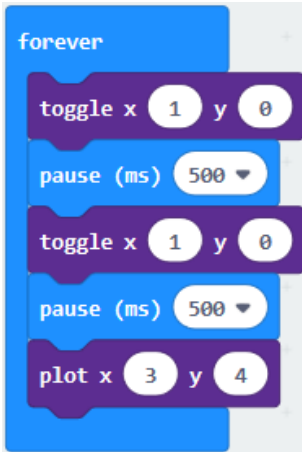 forever
toggle x 1 y 0
pause (ms) 500
toggle x 1 y 0
pause (ms) 500
plot x 3 y 4